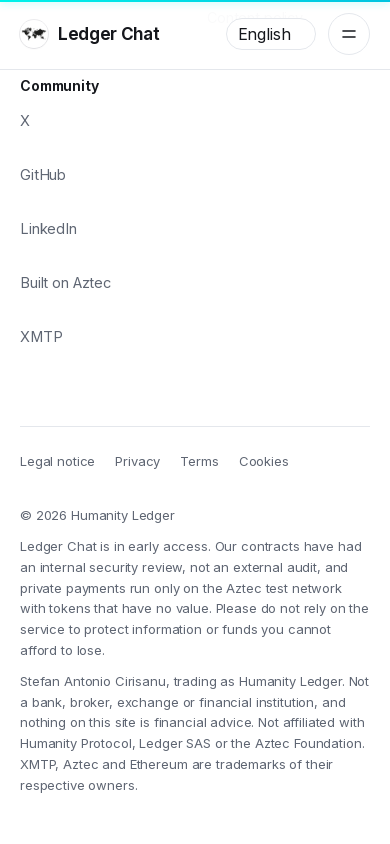 Ledger Chat
English
Community
X
GitHub
LinkedIn
Built on Aztec
XMTP
Legal notice Privacy Terms Cookies
© 2026 Humanity Ledger
Ledger Chat is in early access. Our contracts have had
an internal security review, not an external audit, and
private payments run only on the Aztec test network
with tokens that have no value. Please do not rely on the
service to protect information or funds you cannot
afford to lose.
Stefan Antonio Cirisanu, trading as Humanity Ledger. Not
a bank, broker, exchange or financial institution, and
nothing on this site is financial advice. Not affiliated with
Humanity Protocol, Ledger SAS or the Aztec Foundation.
XMTP, Aztec and Ethereum are trademarks of their
respective owners.